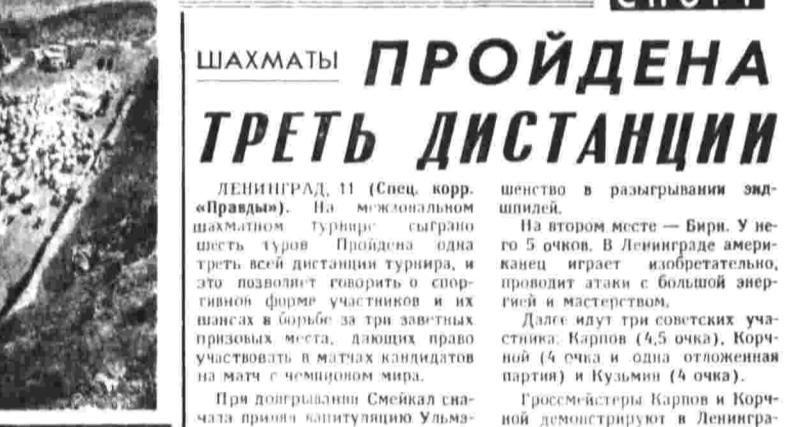 СПОРТ
ШАХМАТЫ
ПРОЙДЕНА
ТРЕТЬ ДИСТАНЦИИ
ЛЕНИНГРАД, 11 (Спец. корр.
«Правды»). На межзональном
шахматном турнире сыграно
шесть туров Пройдена одна
треть всей дистанции турнира, и
это позволяет говорить о спор-
тивной форме участников и их
шансах в борьбе за три заветных
призовых места, дающих право
участвовать в матчах кандидатов
на матч с чемпионом мира.
При доигрывании Смейкал сна-
чала принял капитуляцию Ульма-
шенство в разыгрывании энд-
шпилей.
На втором месте — Бирн. У не-
го 5 очков. В Ленинграде амери-
канец играет изобретательно,
проводит атаки с большой энер-
гией и мастерством.
Далее идут три советских уча-
стника: Карпов (4,5 очка), Корч-
ной (4 очка и одна отложенная
партия) и Кузьмин (4 очка).
Гроссмейстеры Карпов и Корч-
ной демонстрируют в Ленингра-